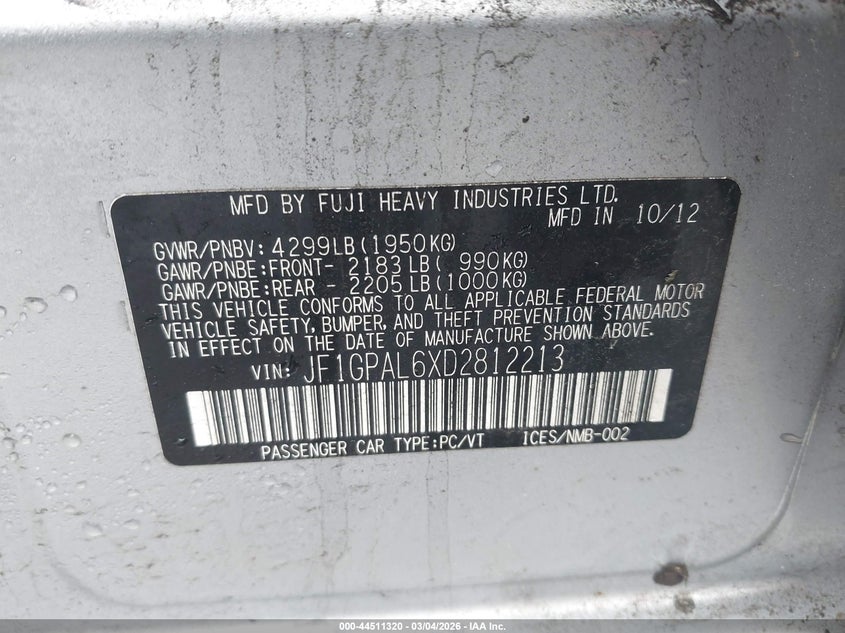 MFD BY FUJI HEAVY INDUSTRIES LTD.
MFD IN 10/12
GVWR/PNBV: 4299LB(1950KG)
GAWR/PNBE:FRONT- 2183LB( 990KG)
GAWR/PNBE:REAR - 2205LB(1000KG)
THIS VEHICLE CONFORMS TO ALL APPLICABLE FEDERAL MOTOR
VEHICLE SAFETY, BUMPER, AND THEFT PREVENTION STANDARDS
IN EFFECT ON THE DATE OF MANUFACTURE SHOWN ABOVE.
VIN: JF1GPAL6XD2812213
PASSENGER CAR TYPE:PC/VT ICES/NMB-002
000-44511320 - 03/04/2026 - IAA Inc.